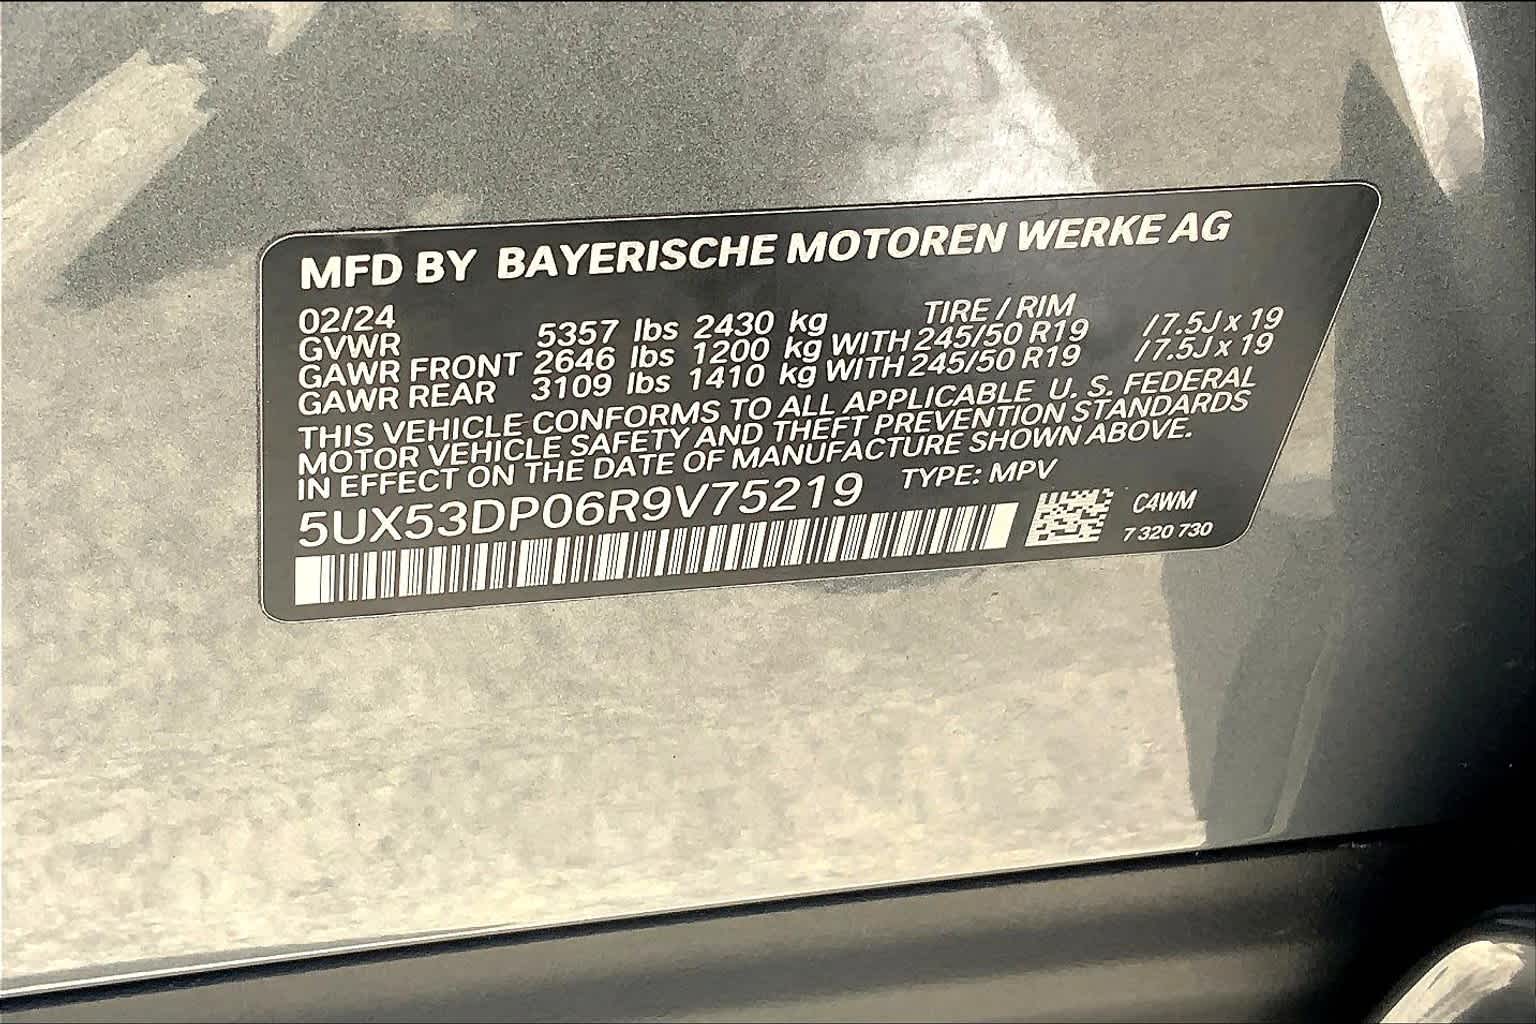 MFD BY BAYERISCHE MOTOREN WERKE AG
02/24 TIRE / RIM
GVWR 5357 lbs 2430 kg
GAWR FRONT 2646 lbs 1200 kg WITH 245/50 R19 / 7.5J x 19
GAWR REAR 3109 lbs 1410 kg WITH 245/50 R19 / 7.5J x 19
THIS VEHICLE CONFORMS TO ALL APPLICABLE U. S. FEDERAL
MOTOR VEHICLE SAFETY AND THEFT PREVENTION STANDARDS
IN EFFECT ON THE DATE OF MANUFACTURE SHOWN ABOVE.
5UX53DP06R9V75219 TYPE: MPV
C4WM
7 320 730